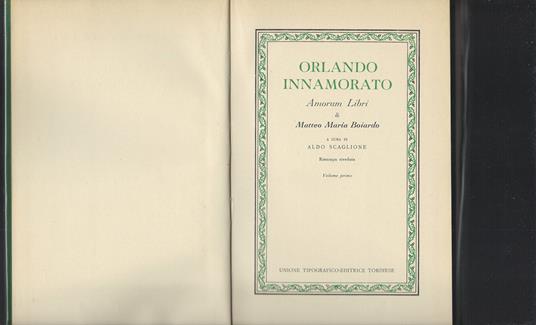 ORLANDO
INNAMORATO
Amorum Libri
di
Matteo Maria Boiardo
A CURA DI
ALDO SCAGLIONE
Ristampa riveduta
Volume primo
UNIONE TIPOGRAFICO-EDITRICE TORINESE